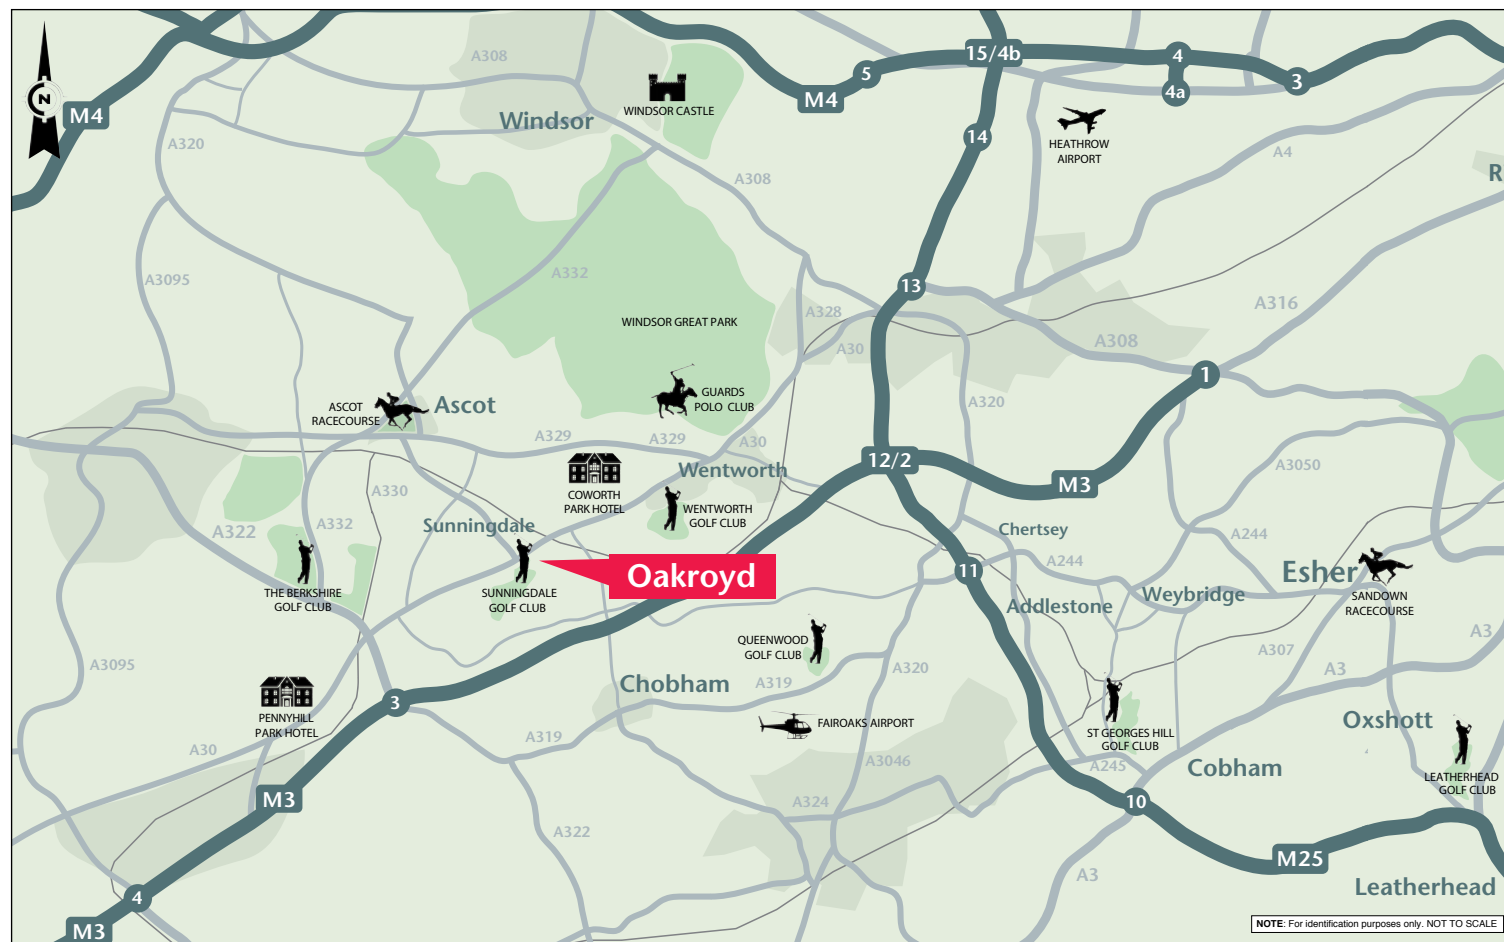 A308
15/4b
4
5
3
4a
M4
M4
WINDSOR CASTLE
Windsor
14
HEATHROW
AIRPORT
A320
A4
R
A308
A3095
A332
13
A316
A328
WINDSOR GREAT PARK
A30
A308
1
GUARDS
POLO CLUB
ASCOT
RACECOURSE
Ascot
A320
A329
A329
A30
12/2
Wentworth
M3
A3050
COWORTH
PARK HOTEL
A330
WENTWORTH
GOLF CLUB
Sunningdale
A322
A332
Chertsey
A244
A244
11
Oakroyd
Esher
THE BERKSHIRE
GOLF CLUB
SUNNINGDALE
GOLF CLUB
Addlestone
Weybridge
SANDOWN
RACECOURSE
QUEENWOOD
GOLF CLUB
A3
A307
A3095
A320
A3
Chobham
A319
3
PENNYHILL
PARK HOTEL
FAIROAKS AIRPORT
Oxshott
ST GEORGES HILL
GOLF CLUB
A319
A30
A3046
A245
Cobham
LEATHERHEAD
GOLF CLUB
M3
A324
10
A322
M25
A3
Leatherhead
4
M3
NOTE: For identification purposes only. NOT TO SCALE
N